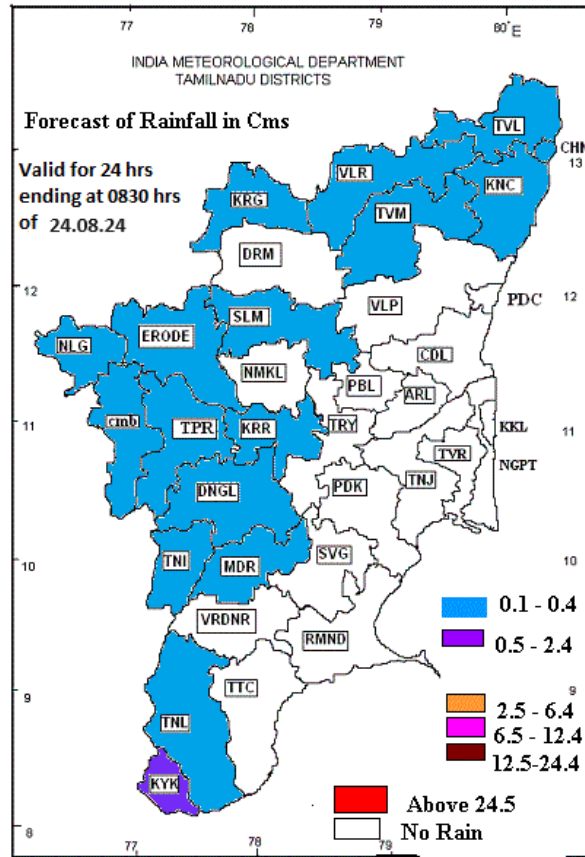 77 78 79 80° E
INDIA METEOROLOGICAL DEPARTMENT
TAMILNADU DISTRICTS
Forecast of Rainfall in Cms
Valid for 24 hrs
ending at 0830 hrs
of 24.08.24
TVL
CHN
13
VLR
KNC
KRG
TVM
DRM
12
12
SLM
VLP
PDC
ERODE
NLG
CDL
NMKL
PBL
ARL
cmb
TPR
KRR
TRY
KKL
11
11
TVR
NGPT
DNGL
PDK
TNJ
10
10
TNI
MDR
SVG
VRDNR
RMND
0.1 - 0.4
0.5 - 2.4
TTC
9
9
TNL
2.5 - 6.4
6.5 - 12.4
12.5-24.4
KYK
Above 24.5
No Rain
8
77 78 79